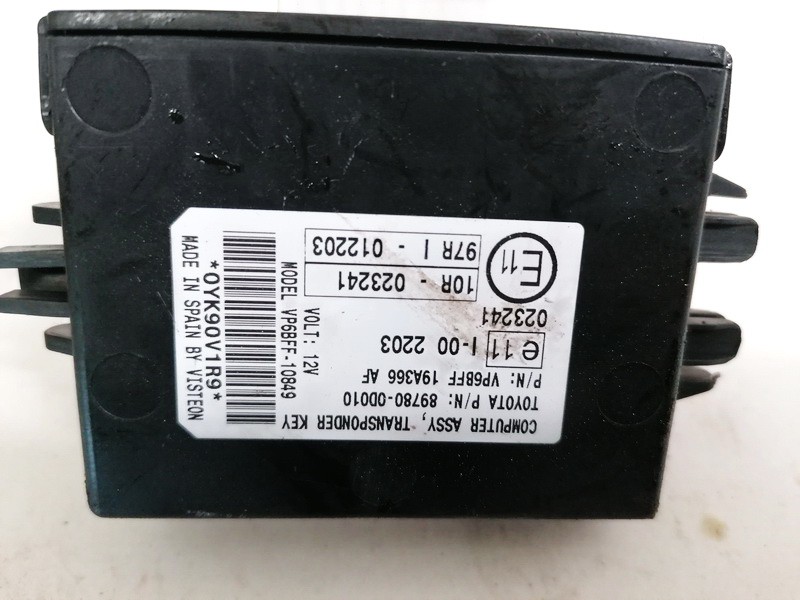 COMPUTER ASSY, TRANSPONDER KEY
TOYOTA P/N: 89780-0D010
P/N: VP6BFF 19A366 AF
e 11 I-00 2203
023241
E11
10R - 023241
97R I - 012203
VOLT: 12V
MODEL VP6BFF-10849
*0YK90V1R9*
MADE IN SPAIN BY VISTEON